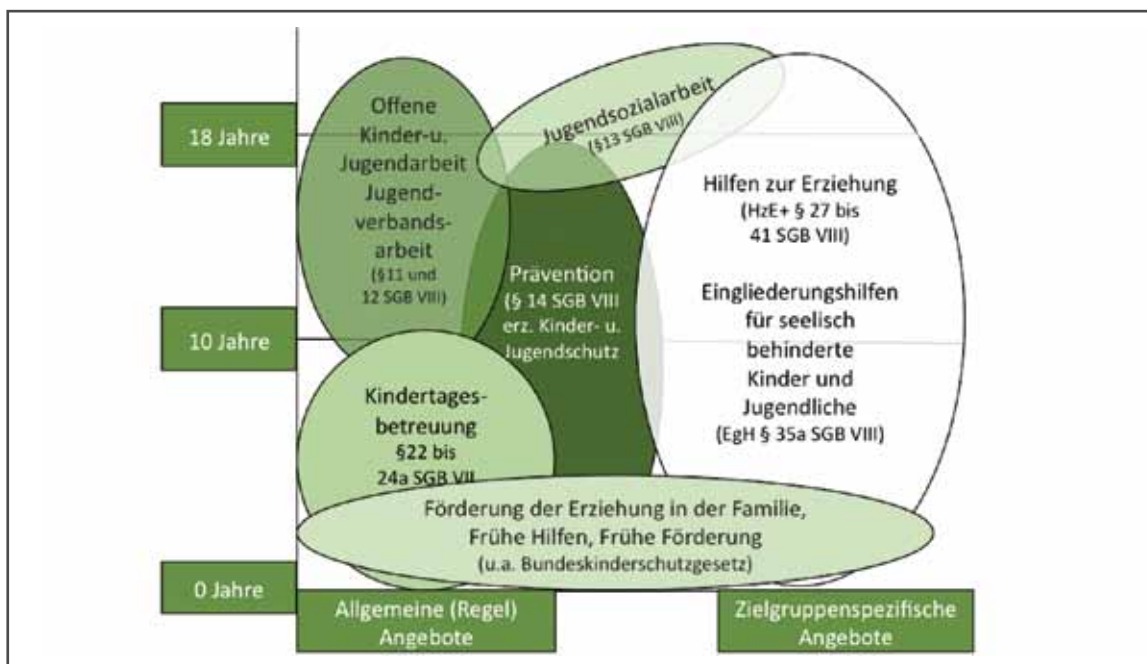 18 Jahre
10 Jahre
0 Jahre
Offene
Kinder-u.
Jugendarbeit
Jugend-
verbands-
arbeit
(§11 und
12 SGB VIII)
Jugendsozialarbeit
(§13 SGB VIII)
Prävention
(§ 14 SGB VIII
erz. Kinder- u.
Jugendschutz
Hilfen zur Erziehung
(HzE+ § 27 bis
41 SGB VIII)
Eingliederungshilfen
für seelisch
behinderte
Kinder und
Jugendliche
(EgH § 35a SGB VIII)
Kindertages-
betreuung
§22 bis
24a SGB VII
Förderung der Erziehung in der Familie,
Frühe Hilfen, Frühe Förderung
(u.a. Bundeskinderschutzgesetz)
Allgemeine (Regel)
Angebote
Zielgruppenspezifische
Angebote